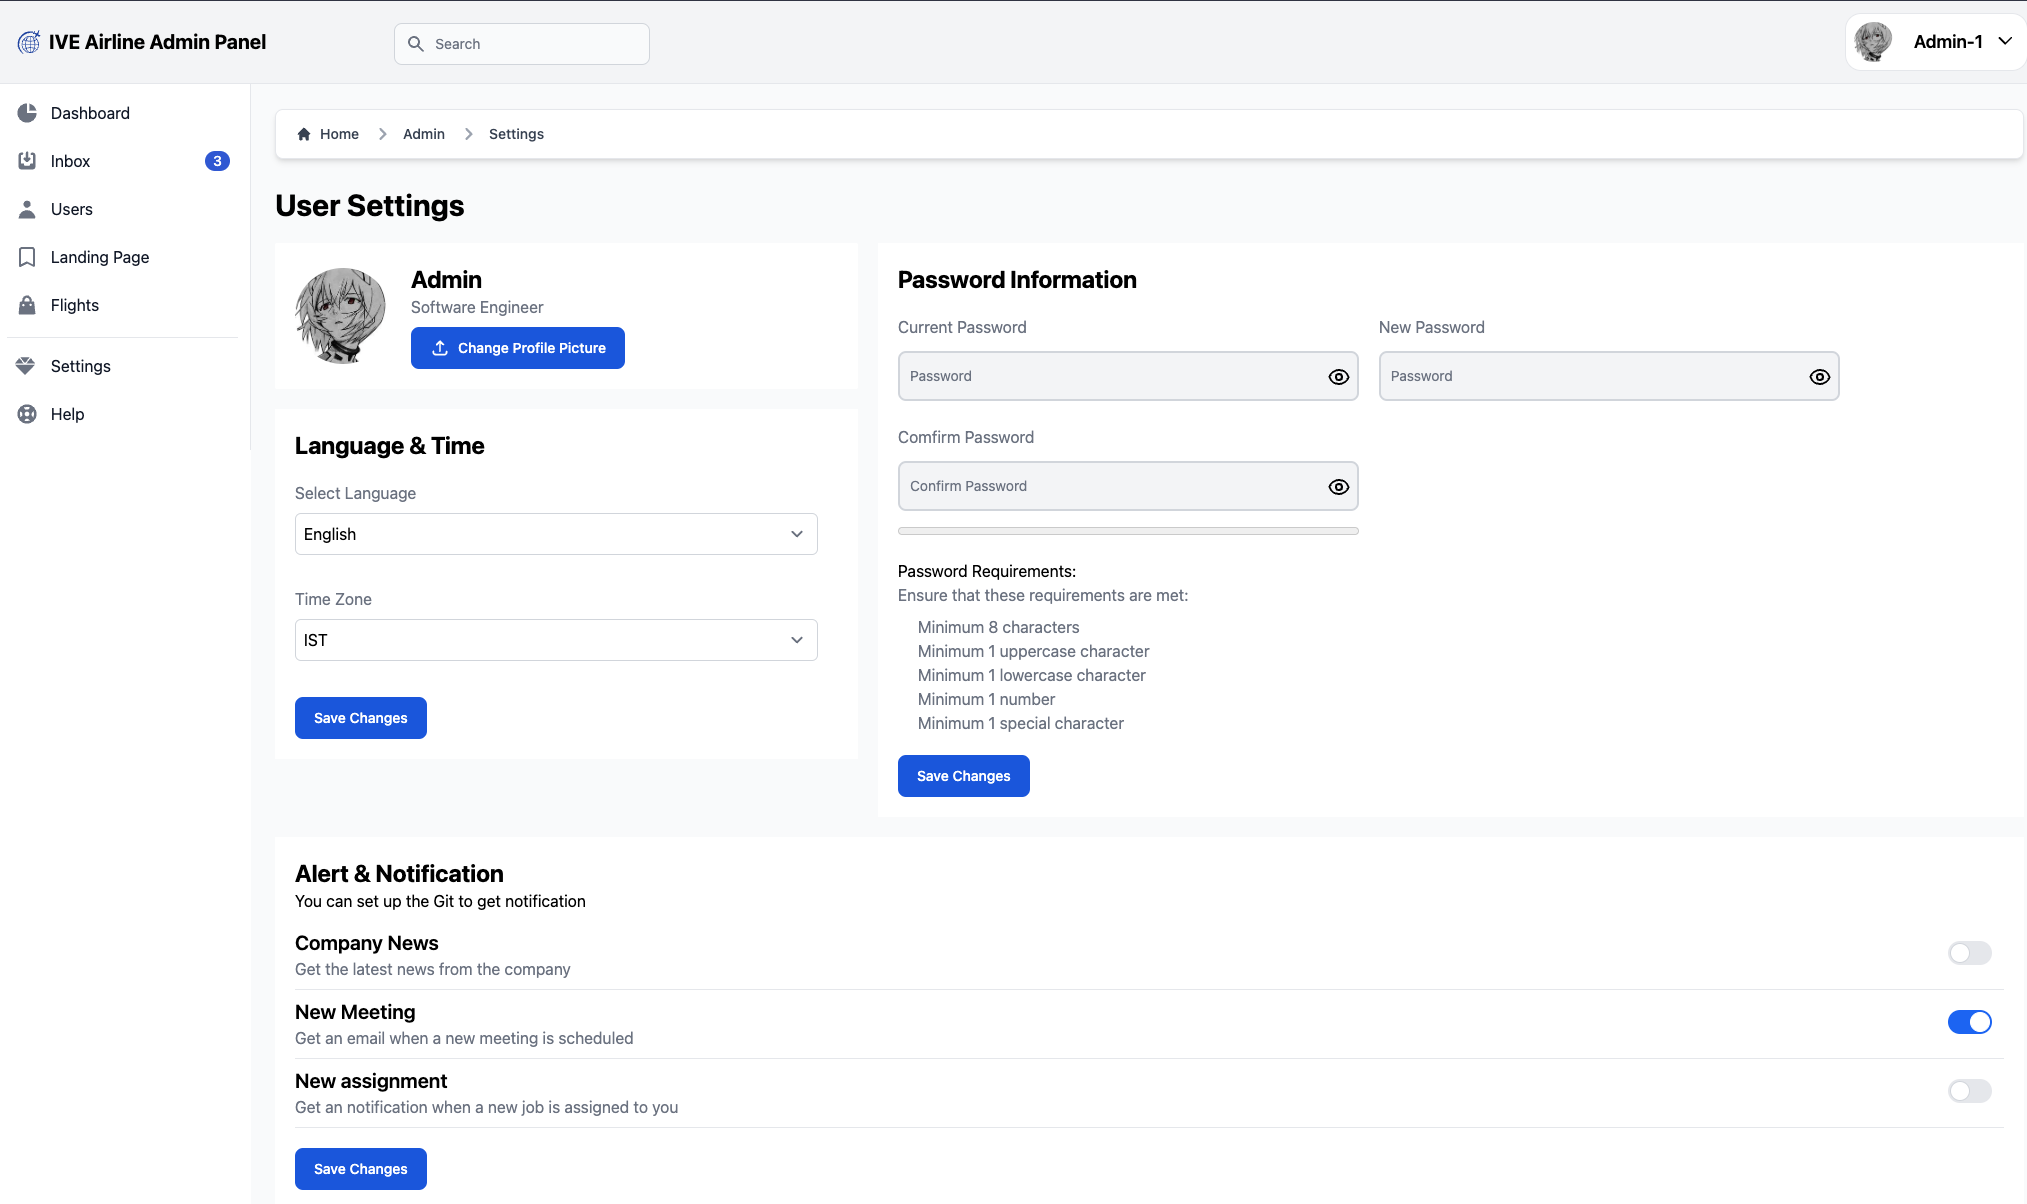 IVE Airline Admin Panel
Search
Admin-1
Dashboard
Inbox 3
Users
Landing Page
Flights
Settings
Help
Home Admin Settings
User Settings
Admin
Software Engineer
Change Profile Picture
Language & Time
Select Language
English
Time Zone
IST
Save Changes
Password Information
Current Password New Password
Password Password
Comfirm Password
Confirm Password
Password Requirements:
Ensure that these requirements are met:
Minimum 8 characters
Minimum 1 uppercase character
Minimum 1 lowercase character
Minimum 1 number
Minimum 1 special character
Save Changes
Alert & Notification
You can set up the Git to get notification
Company News
Get the latest news from the company
New Meeting
Get an email when a new meeting is scheduled
New assignment
Get an notification when a new job is assigned to you
Save Changes